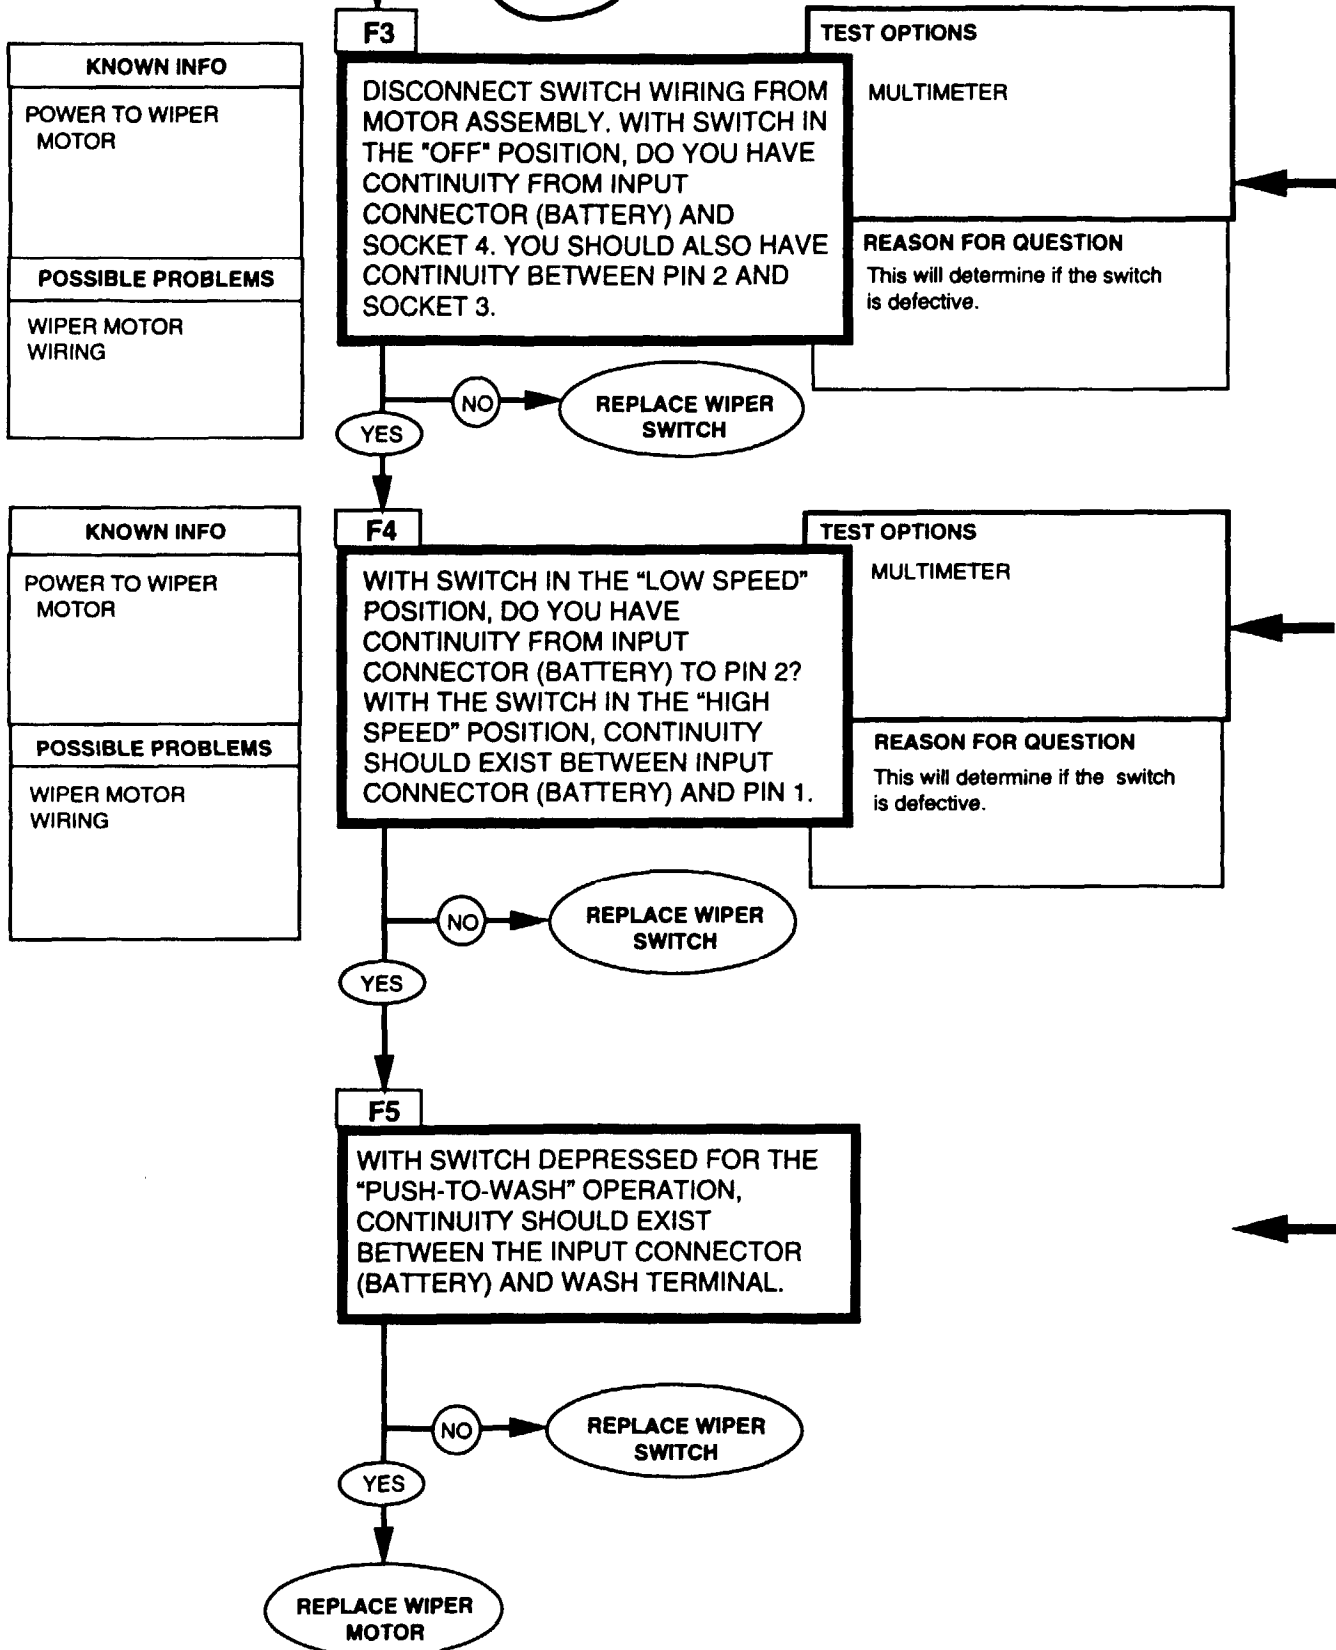 F3
KNOWN INFO
POWER TO WIPER
MOTOR
POSSIBLE PROBLEMS
WIPER MOTOR
WIRING
DISCONNECT SWITCH WIRING FROM
MOTOR ASSEMBLY. WITH SWITCH IN
THE "OFF" POSITION, DO YOU HAVE
CONTINUITY FROM INPUT
CONNECTOR (BATTERY) AND
SOCKET 4. YOU SHOULD ALSO HAVE
CONTINUITY BETWEEN PIN 2 AND
SOCKET 3.
TEST OPTIONS
MULTIMETER
REASON FOR QUESTION
This will determine if the switch
is defective.
NO
REPLACE WIPER
SWITCH
YES
F4
KNOWN INFO
POWER TO WIPER
MOTOR
POSSIBLE PROBLEMS
WIPER MOTOR
WIRING
WITH SWITCH IN THE "LOW SPEED"
POSITION, DO YOU HAVE
CONTINUITY FROM INPUT
CONNECTOR (BATTERY) TO PIN 2?
WITH THE SWITCH IN THE "HIGH
SPEED" POSITION, CONTINUITY
SHOULD EXIST BETWEEN INPUT
CONNECTOR (BATTERY) AND PIN 1.
TEST OPTIONS
MULTIMETER
REASON FOR QUESTION
This will determine if the switch
is defective.
NO
REPLACE WIPER
SWITCH
YES
F5
WITH SWITCH DEPRESSED FOR THE
"PUSH-TO-WASH" OPERATION,
CONTINUITY SHOULD EXIST
BETWEEN THE INPUT CONNECTOR
(BATTERY) AND WASH TERMINAL.
NO
REPLACE WIPER
SWITCH
YES
REPLACE WIPER
MOTOR